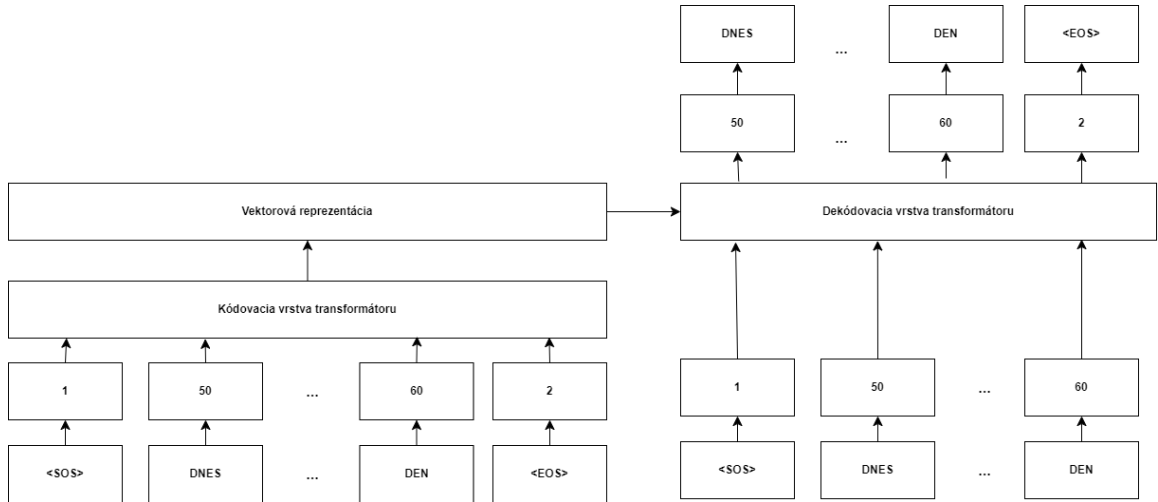 DNES
...
DEN
<EOS>
50
...
60
2
Vektorová reprezentácia
Dekódovacia vrstva transformátoru
Kódovacia vrstva transformátoru
1
50
...
60
2
1
50
...
60
<SOS>
DNES
...
DEN
<EOS>
<SOS>
DNES
...
DEN